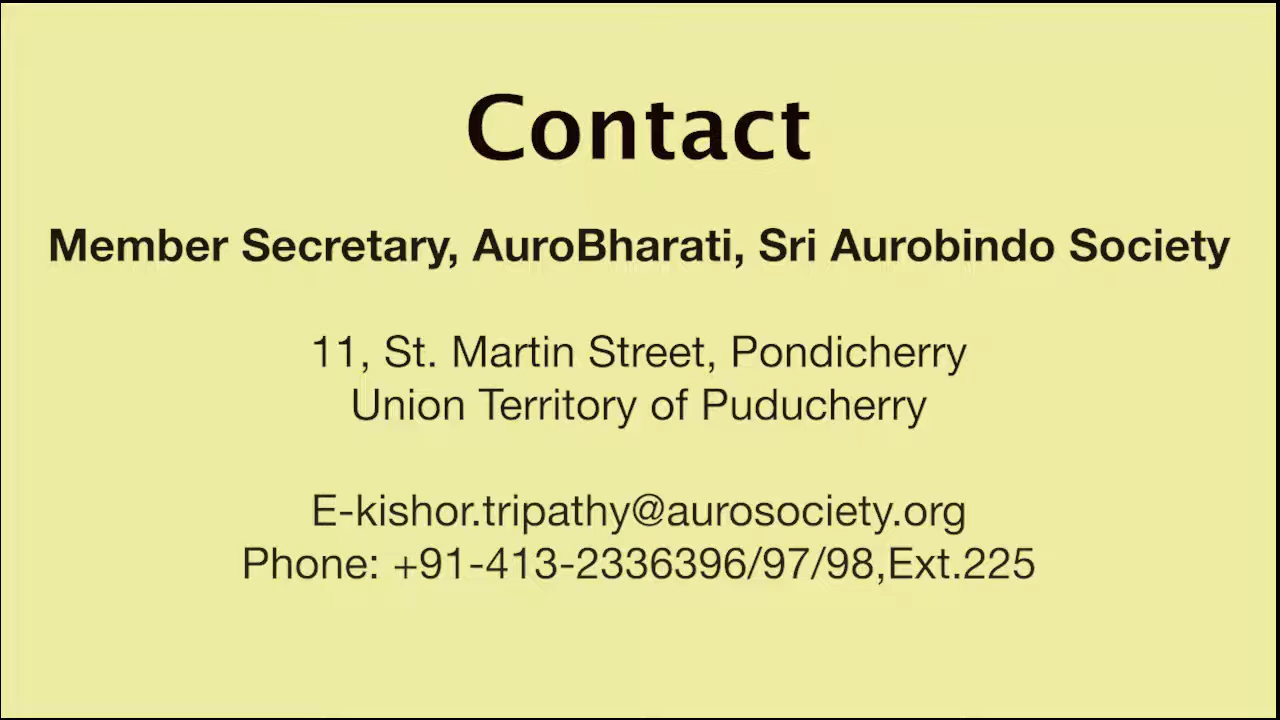 Contact
Member Secretary, AuroBharati, Sri Aurobindo Society
11, St. Martin Street, Pondicherry
Union Territory of Puducherry
E-kishor.tripathy@aurosociety.org
Phone: +91-413-2336396/97/98,Ext.225